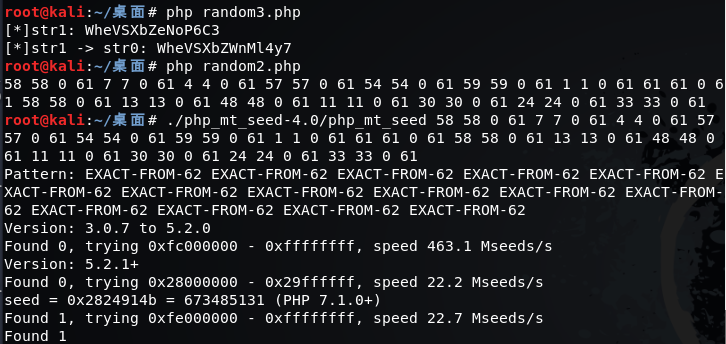 root@kali:~/桌面# php random3.php
[*]str1: WheVSXbZeNoP6C3
[*]str1 -> str0: WheVSXbZWnMl4y7
root@kali:~/桌面# php random2.php
58 58 0 61 7 7 0 61 4 4 0 61 57 57 0 61 54 54 0 61 59 59 0 61 1 1 0 61 61 61 0 6
1 58 58 0 61 13 13 0 61 48 48 0 61 11 11 0 61 30 30 0 61 24 24 0 61 33 33 0 61
root@kali:~/桌面# ./php_mt_seed-4.0/php_mt_seed 58 58 0 61 7 7 0 61 4 4 0 61 57
57 0 61 54 54 0 61 59 59 0 61 1 1 0 61 61 61 0 61 58 58 0 61 13 13 0 61 48 48 0
61 11 11 0 61 30 30 0 61 24 24 0 61 33 33 0 61
Pattern: EXACT-FROM-62 EXACT-FROM-62 EXACT-FROM-62 EXACT-FROM-62 EXACT-FROM-62 E
XACT-FROM-62 EXACT-FROM-62 EXACT-FROM-62 EXACT-FROM-62 EXACT-FROM-62 EXACT-FROM-
62 EXACT-FROM-62 EXACT-FROM-62 EXACT-FROM-62 EXACT-FROM-62
Version: 3.0.7 to 5.2.0
Found 0, trying 0xfc000000 - 0xffffffff, speed 463.1 Mseeds/s
Version: 5.2.1+
Found 0, trying 0x28000000 - 0x29ffffff, speed 22.2 Mseeds/s
seed = 0x2824914b = 673485131 (PHP 7.1.0+)
Found 1, trying 0xfe000000 - 0xffffffff, speed 22.7 Mseeds/s
Found 1